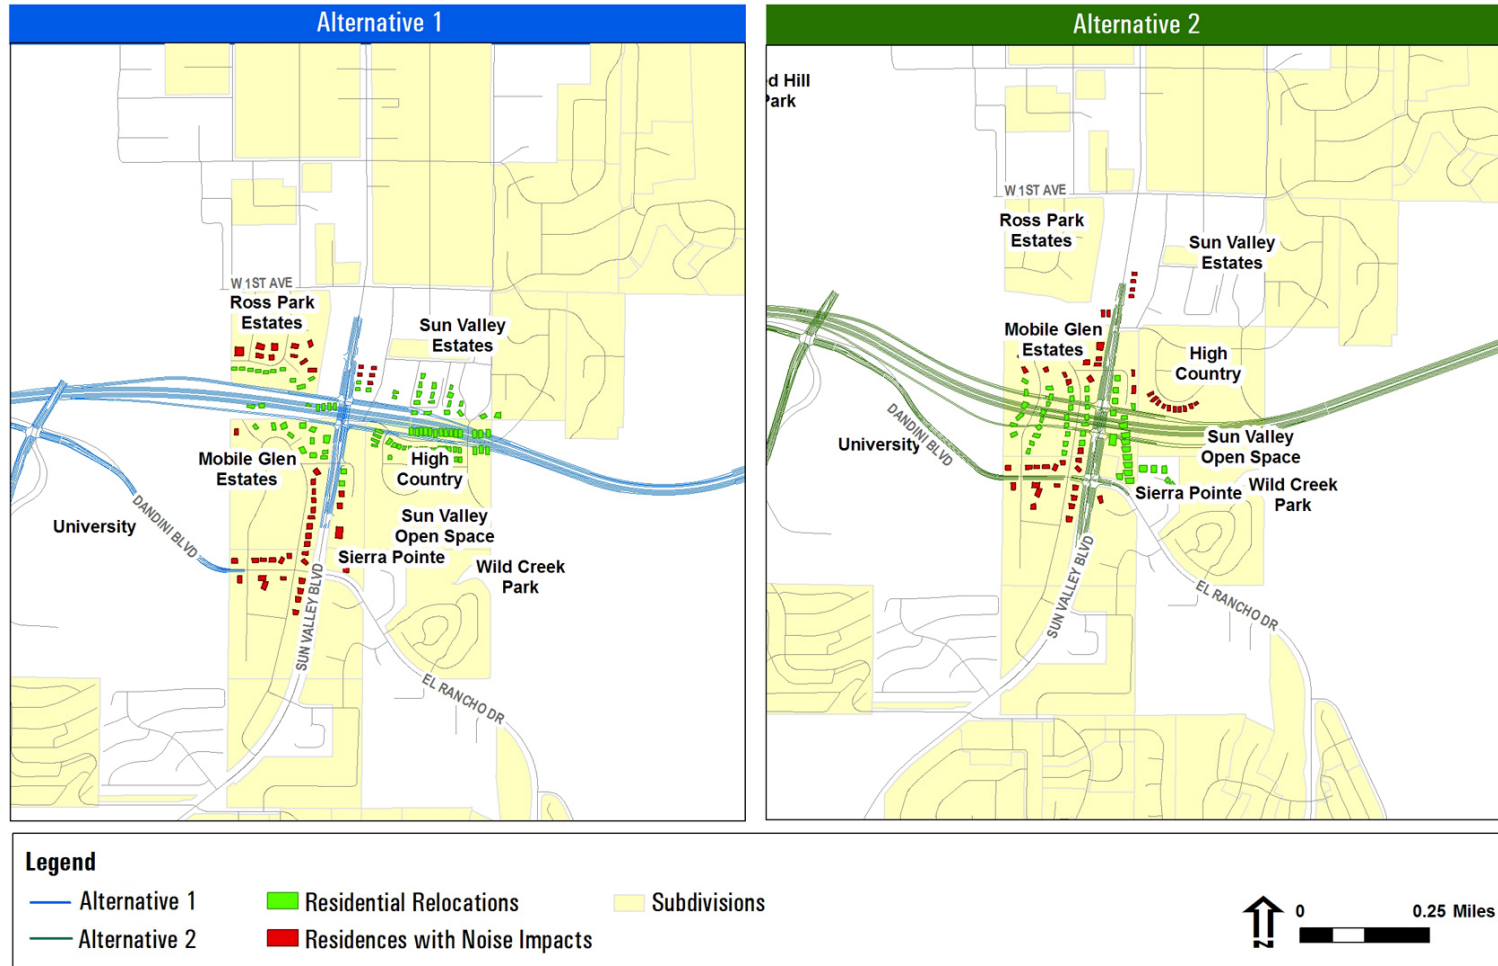 Alternative 1
W 1ST AVE
Ross Park
Estates
Sun Valley
Estates
Mobile Glen
Estates
High
Country
University
DANDINI BLVD
Sun Valley
Open Space
Sierra Pointe
Wild Creek
Park
SUN VALLEY BLVD
EL RANCHO DR
Alternative 2
ed Hill
Park
W 1ST AVE
Ross Park
Estates
Sun Valley
Estates
Mobile Glen
Estates
High
Country
University
DANDINI BLVD
Sun Valley
Open Space
Sierra Pointe
Wild Creek
Park
SUN VALLEY BLVD
EL RANCHO DR
Legend
Alternative 1
Alternative 2
Residential Relocations
Residences with Noise Impacts
Subdivisions
N
0 0.25 Miles